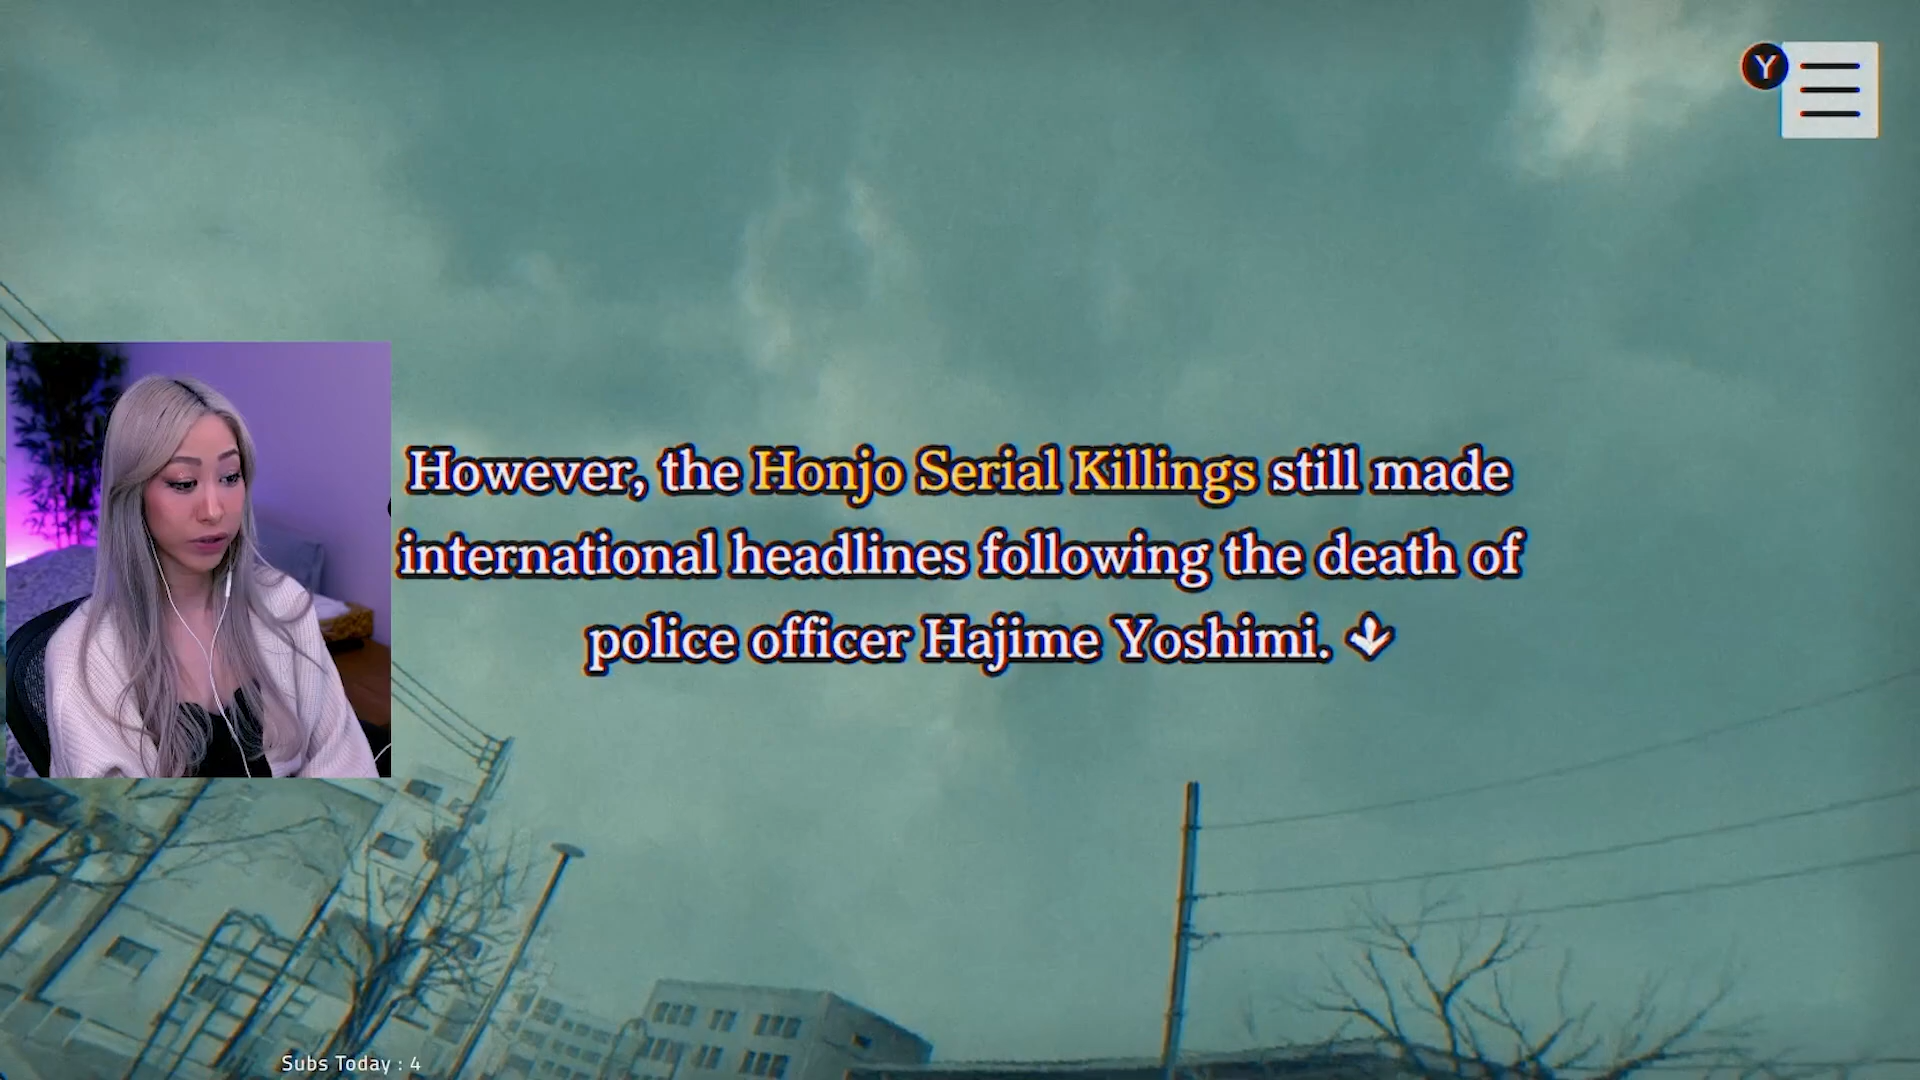 Y
However, the Honjo Serial Killings still made
international headlines following the death of
police officer Hajime Yoshimi.
Subs Today : 4